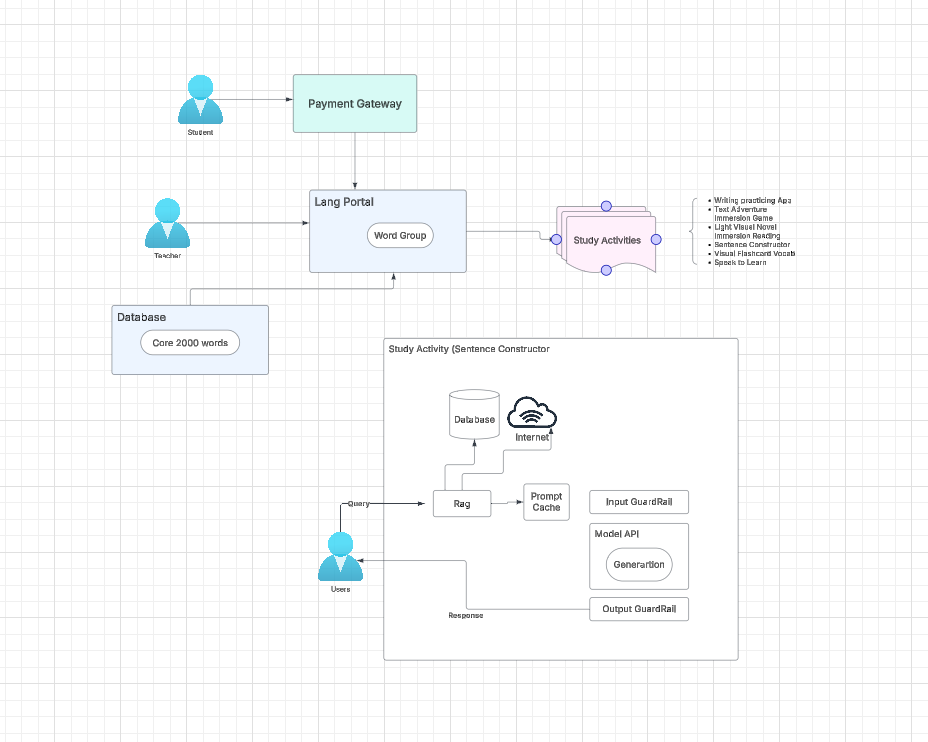 Student
Payment Gateway
Teacher
Lang Portal
Word Group
Study Activities
Writing practicing App
Text Adventure
Immersion Game
Light Visual Novel
Immersion Reading
Sentence Constructor
Visual Flashcard Vocab
Speak to Learn
Database
Core 2000 words
Study Activity (Sentence Constructor
Database
Internet
Query
Rag
Prompt
Cache
Input GuardRail
Model API
Generartion
Output GuardRail
Users
Response